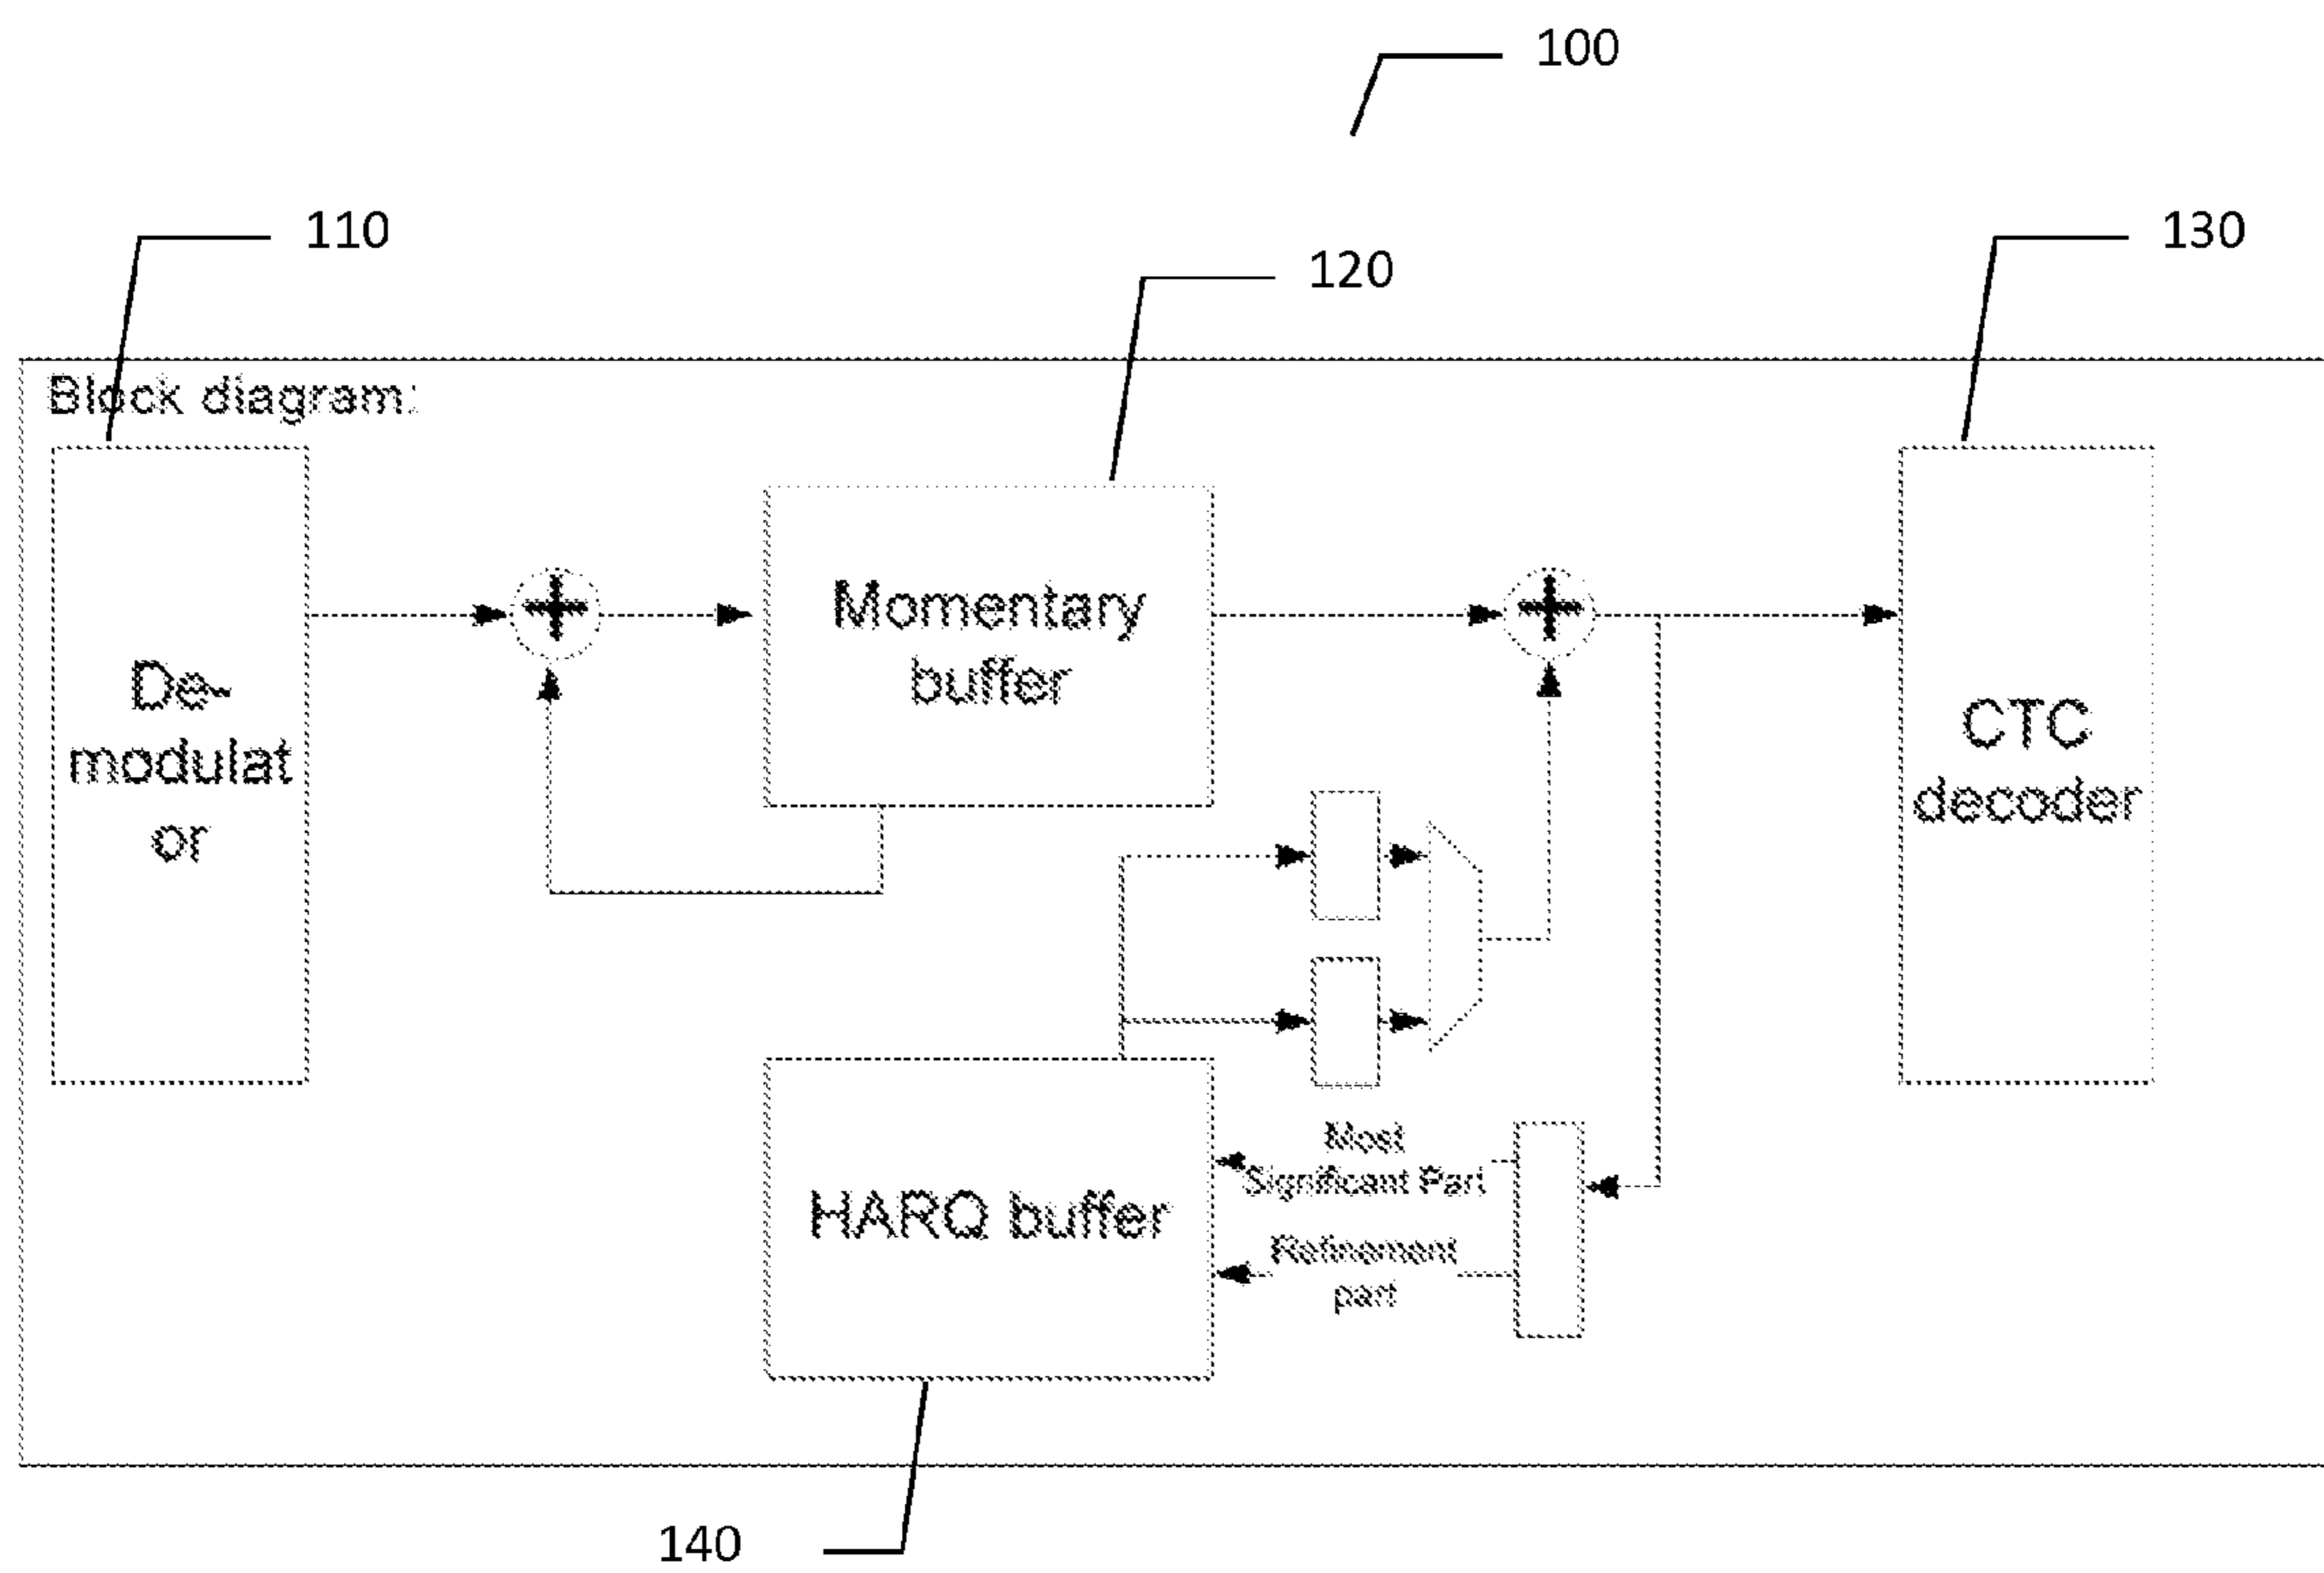 100
110
120
130
Block diagram:
De-
modulat
or
Momentary
buffer
CTC
decoder
HARQ buffer
Most
Significant Part
Refinement
part
140